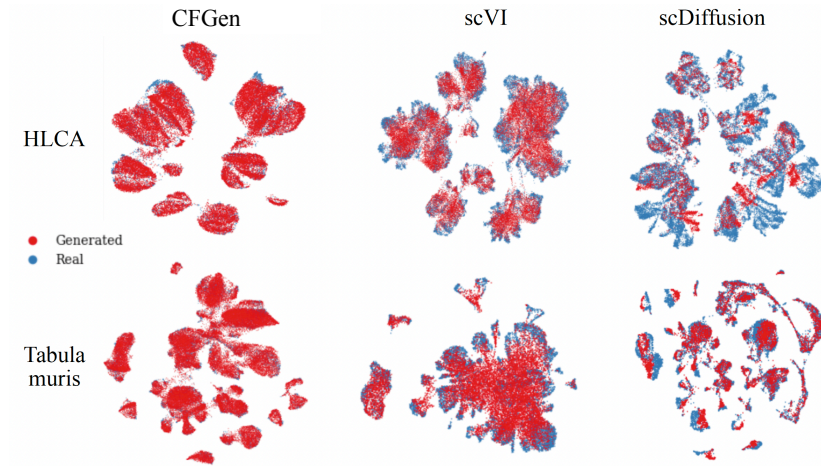 CFGen
scVI
scDiffusion
HLCA
Generated
Real
Tabula
muris